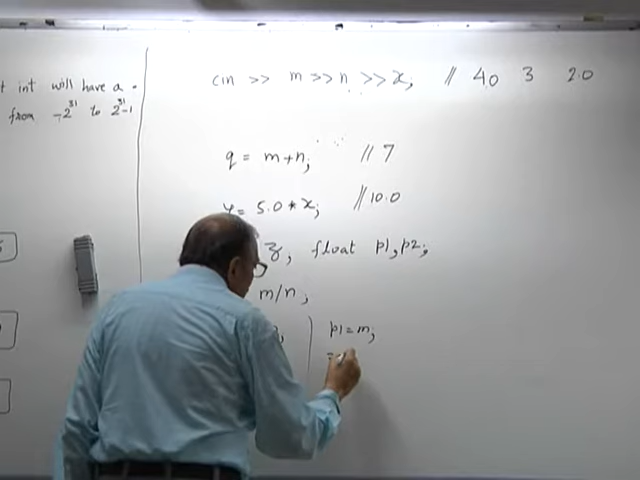 t int will have a
from -2^31 to 2^31-1
cin >> m >> n >> x; // 4.0 3 2.0
q = m+n; // 7
y = 5.0 * x; // 10.0
z, float p1,p2;
m/n;
p1=m;